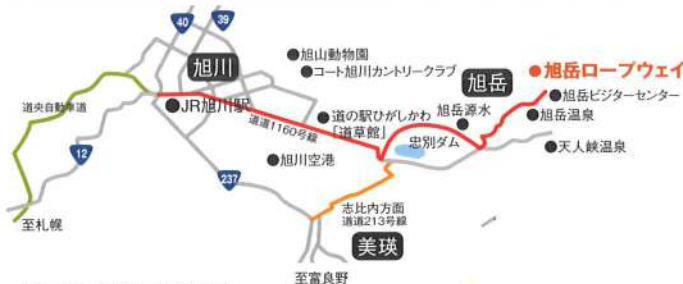 40
39
旭川
旭山動物園
コート旭川カントリークラブ
旭岳
旭岳ロープウェイ
旭岳ビジターセンター
道央自動車道
JR旭川駅
道の駅ひがしかわ
「道草館」
旭岳源水
旭岳温泉
道道1160号線
忠別ダム
天人峡温泉
12
旭川空港
237
志比内方面
道道213号線
至札幌
美瑛
至富良野